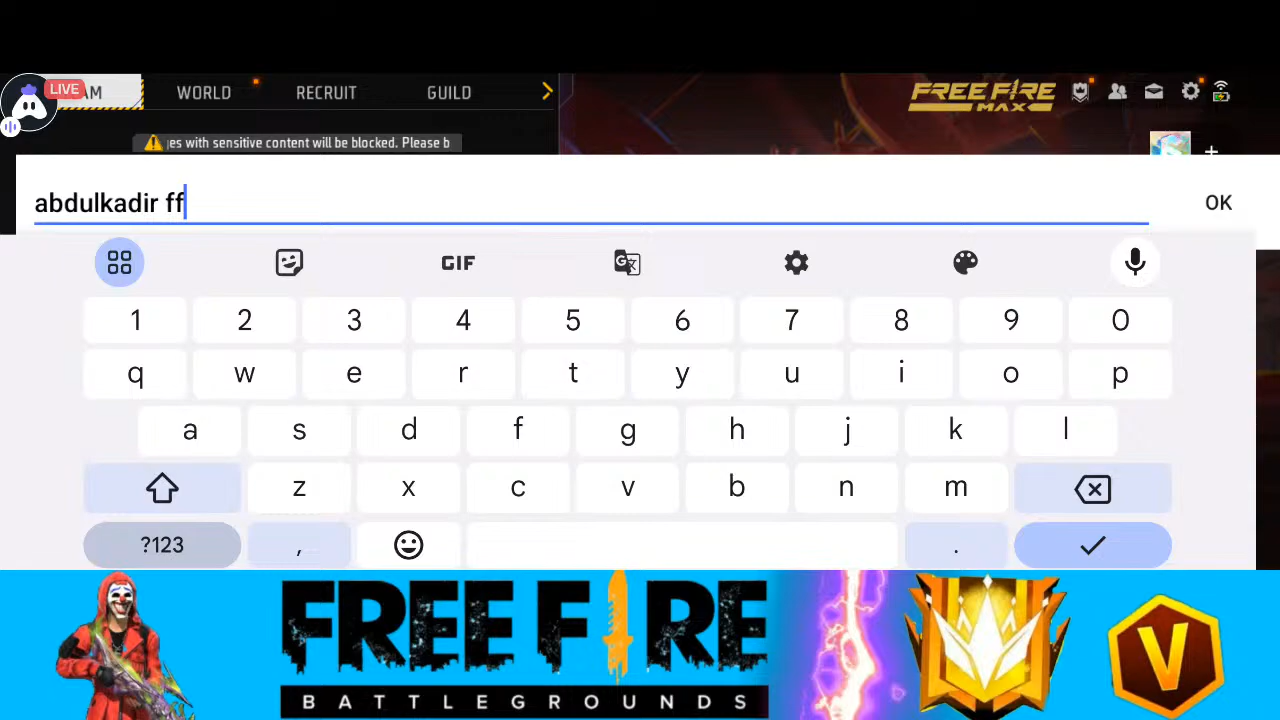 LIVE
AM WORLD RECRUIT GUILD
FREE FIRE
MAX
es with sensitive content will be blocked. Please b
abdulkadir ff
OK
GIF
1 2 3 4 5 6 7 8 9 0
q w e r t y u i o p
a s d f g h j k l
z x c v b n m
?123 , .
FREE FIRE
BATTLEGROUNDS
V